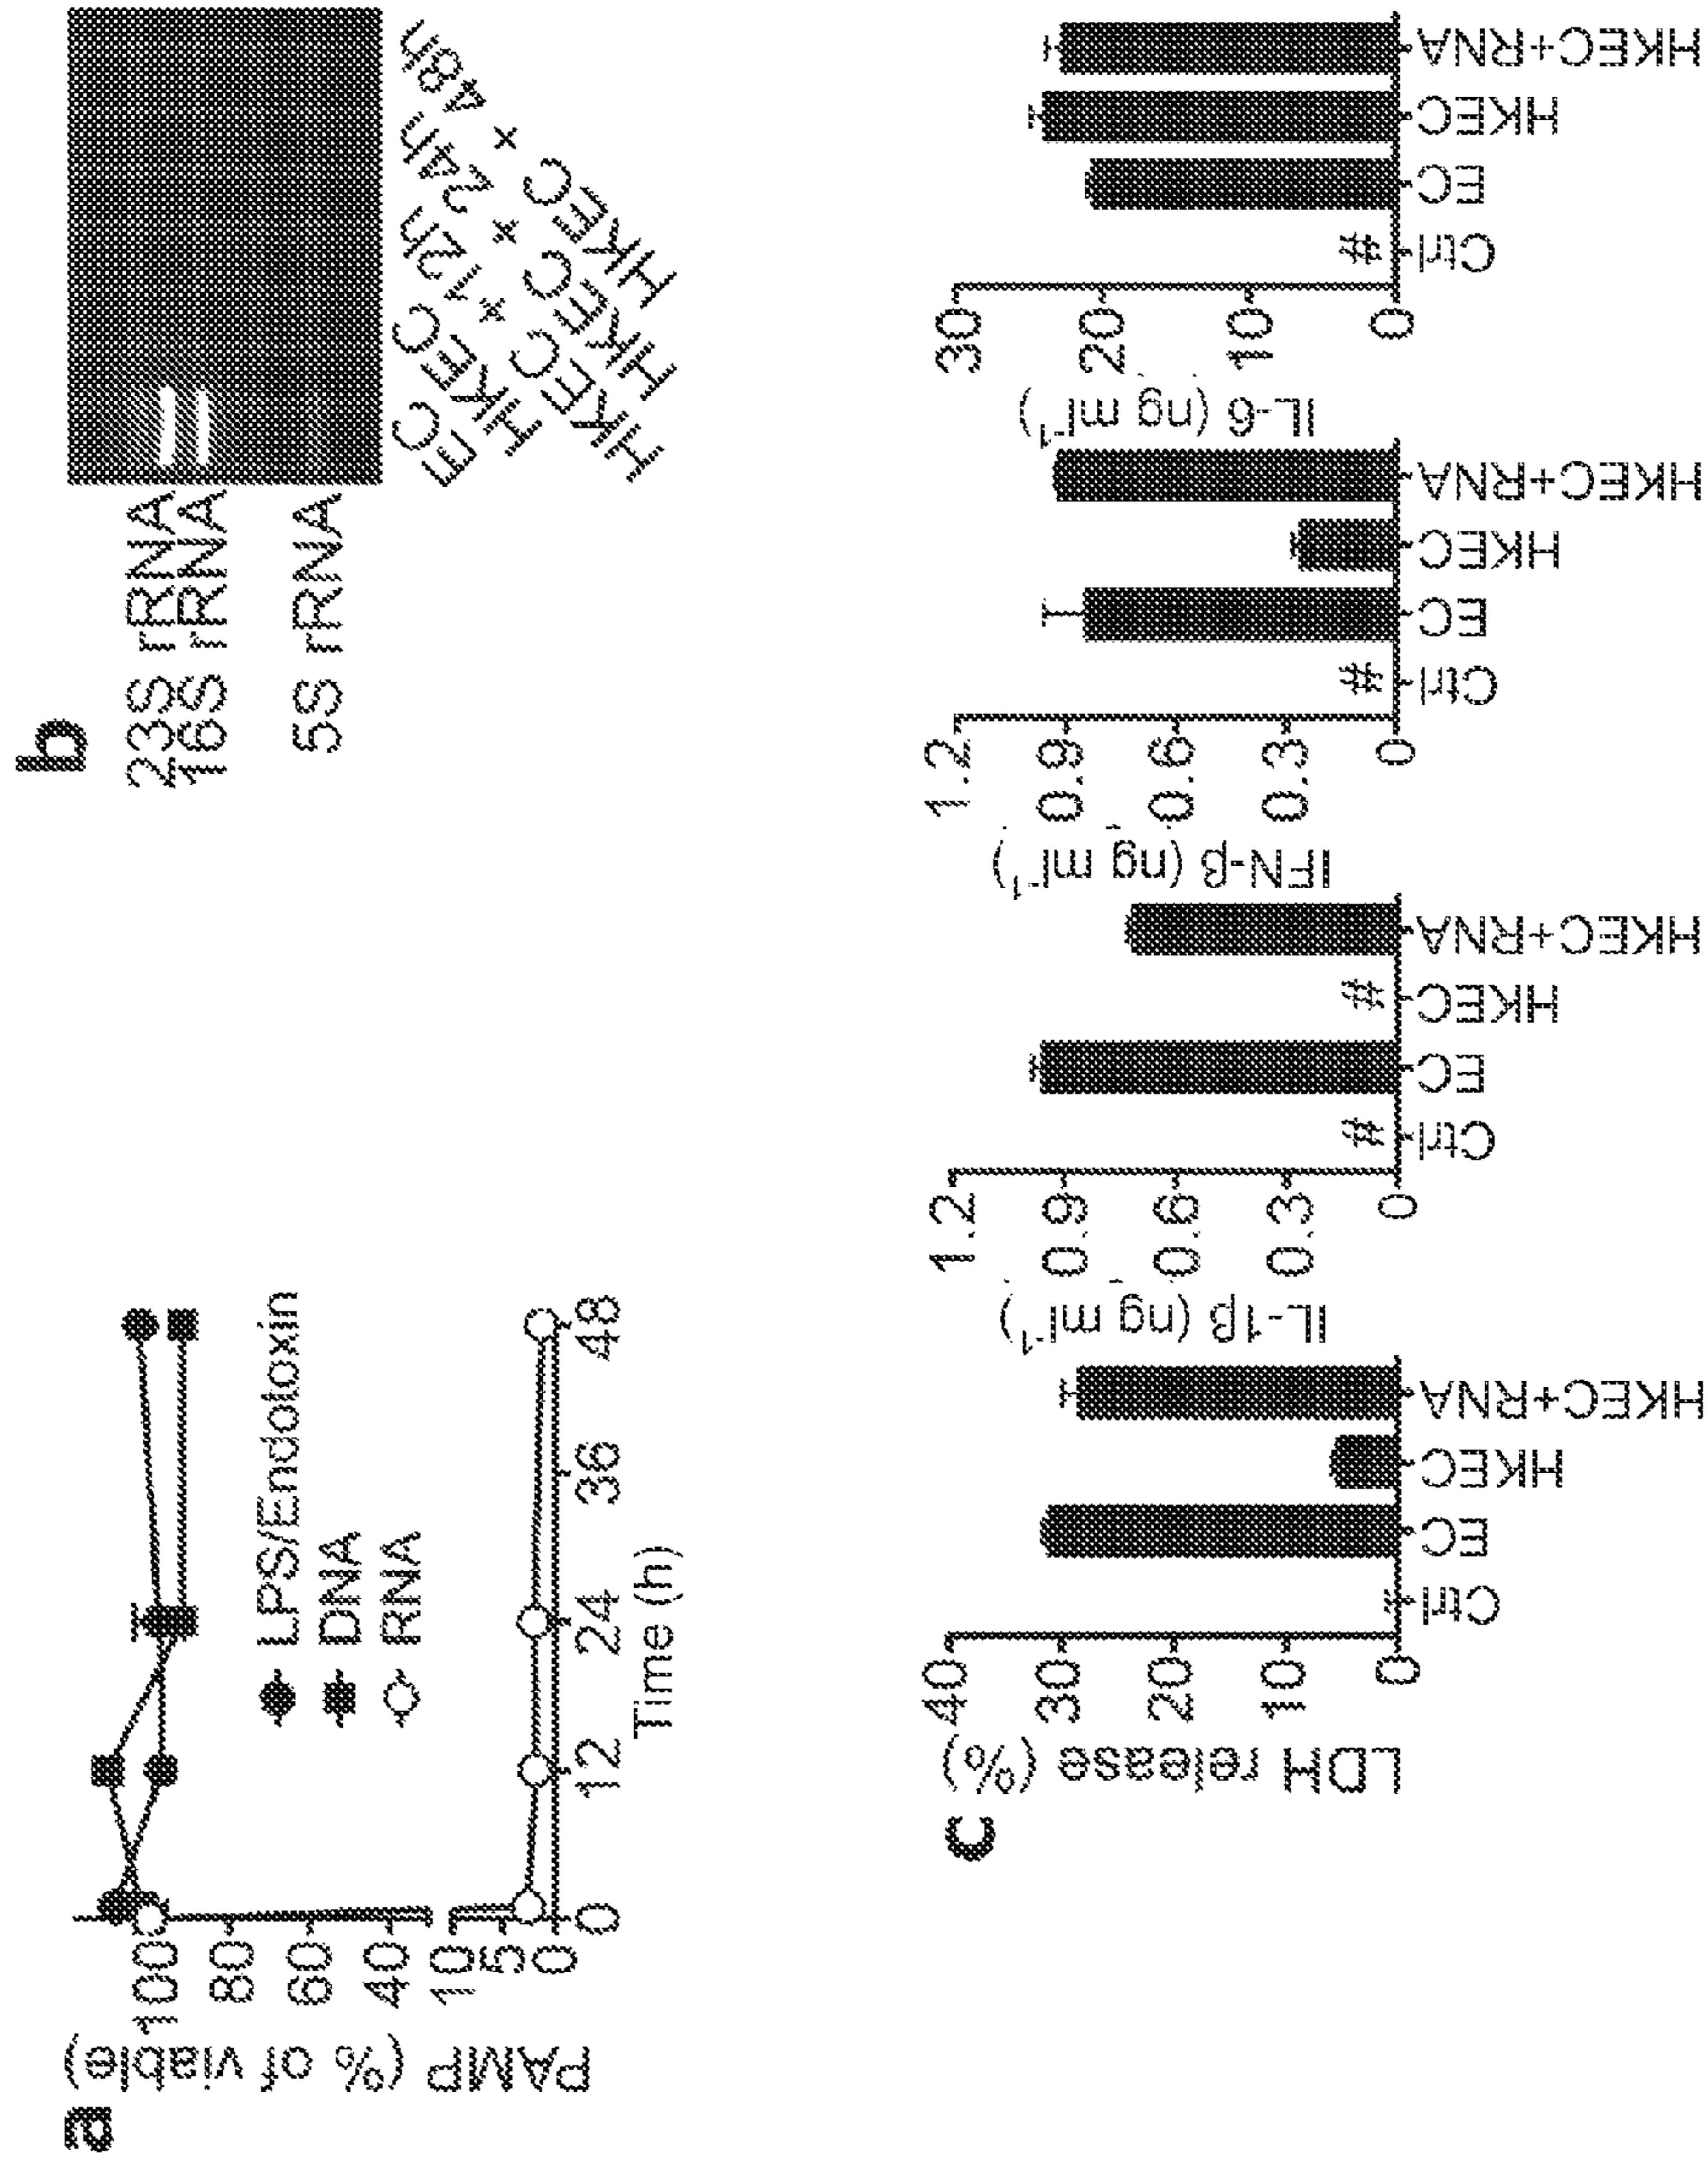 a
PAMP (% of viable)
100
80
60
40
10
5
0
0
12
24
36
48
Time (h)
LPS/Endotoxin
DNA
RNA
b
23S rRNA
16S rRNA
5S rRNA
EC
HKEC
HKEC + 12h
HKEC + 24h
HKEC + 48h
c
LDH release (%)
40
30
20
10
0
Ctrl
EC
HKEC
HKEC+RNA
IL-1β (ng ml-1)
1.2
0.9
0.6
0.3
0
#
#
Ctrl
EC
HKEC
HKEC+RNA
IFN-β (ng ml-1)
1.2
0.9
0.6
0.3
0
#
Ctrl
EC
HKEC
HKEC+RNA
IL-6 (ng ml-1)
30
20
10
0
#
Ctrl
EC
HKEC
HKEC+RNA